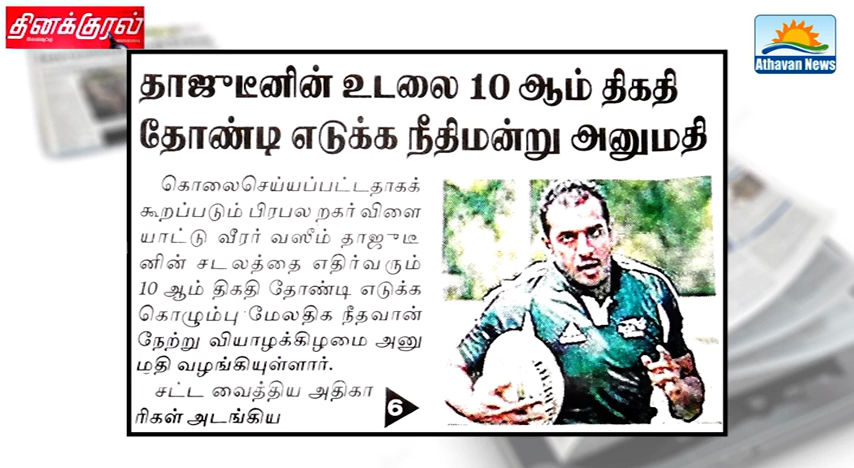 தினக்குரல்
Athavan News
தாஜுடீனின் உடலை 10 ஆம் திகதி
தோண்டி எடுக்க நீதிமன்று அனுமதி
கொலைசெய்யப்பட்டதாகக்
கூறப்படும் பிரபல றகர் விளை
யாட்டு வீரர் வஸீம் தாஜுடீ
னின் சடலத்தை எதிர்வரும்
10 ஆம் திகதி தோண்டி எடுக்க
கொழும்பு மேலதிக நீதவான்
நேற்று வியாழக்கிழமை அனு
மதி வழங்கியுள்ளார்.
சட்ட வைத்திய அதிகா
ரிகள் அடங்கிய
6